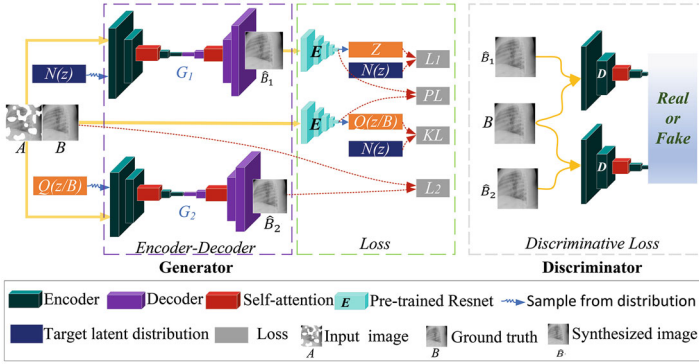 N(z)
G1
B̂1
E
Z
N(z)
L1
PL
A
B
E
Q(z/B)
N(z)
KL
Q(z/B)
G2
B̂2
L2
Encoder-Decoder
Generator
Loss
B̂1
B
B̂2
D
D
Real
or
Fake
Discriminative Loss
Discriminator
Encoder
Decoder
Self-attention
E
Pre-trained Resnet
Sample from distribution
Target latent distribution
Loss
A
Input image
B
Ground truth
B̂
Synthesized image